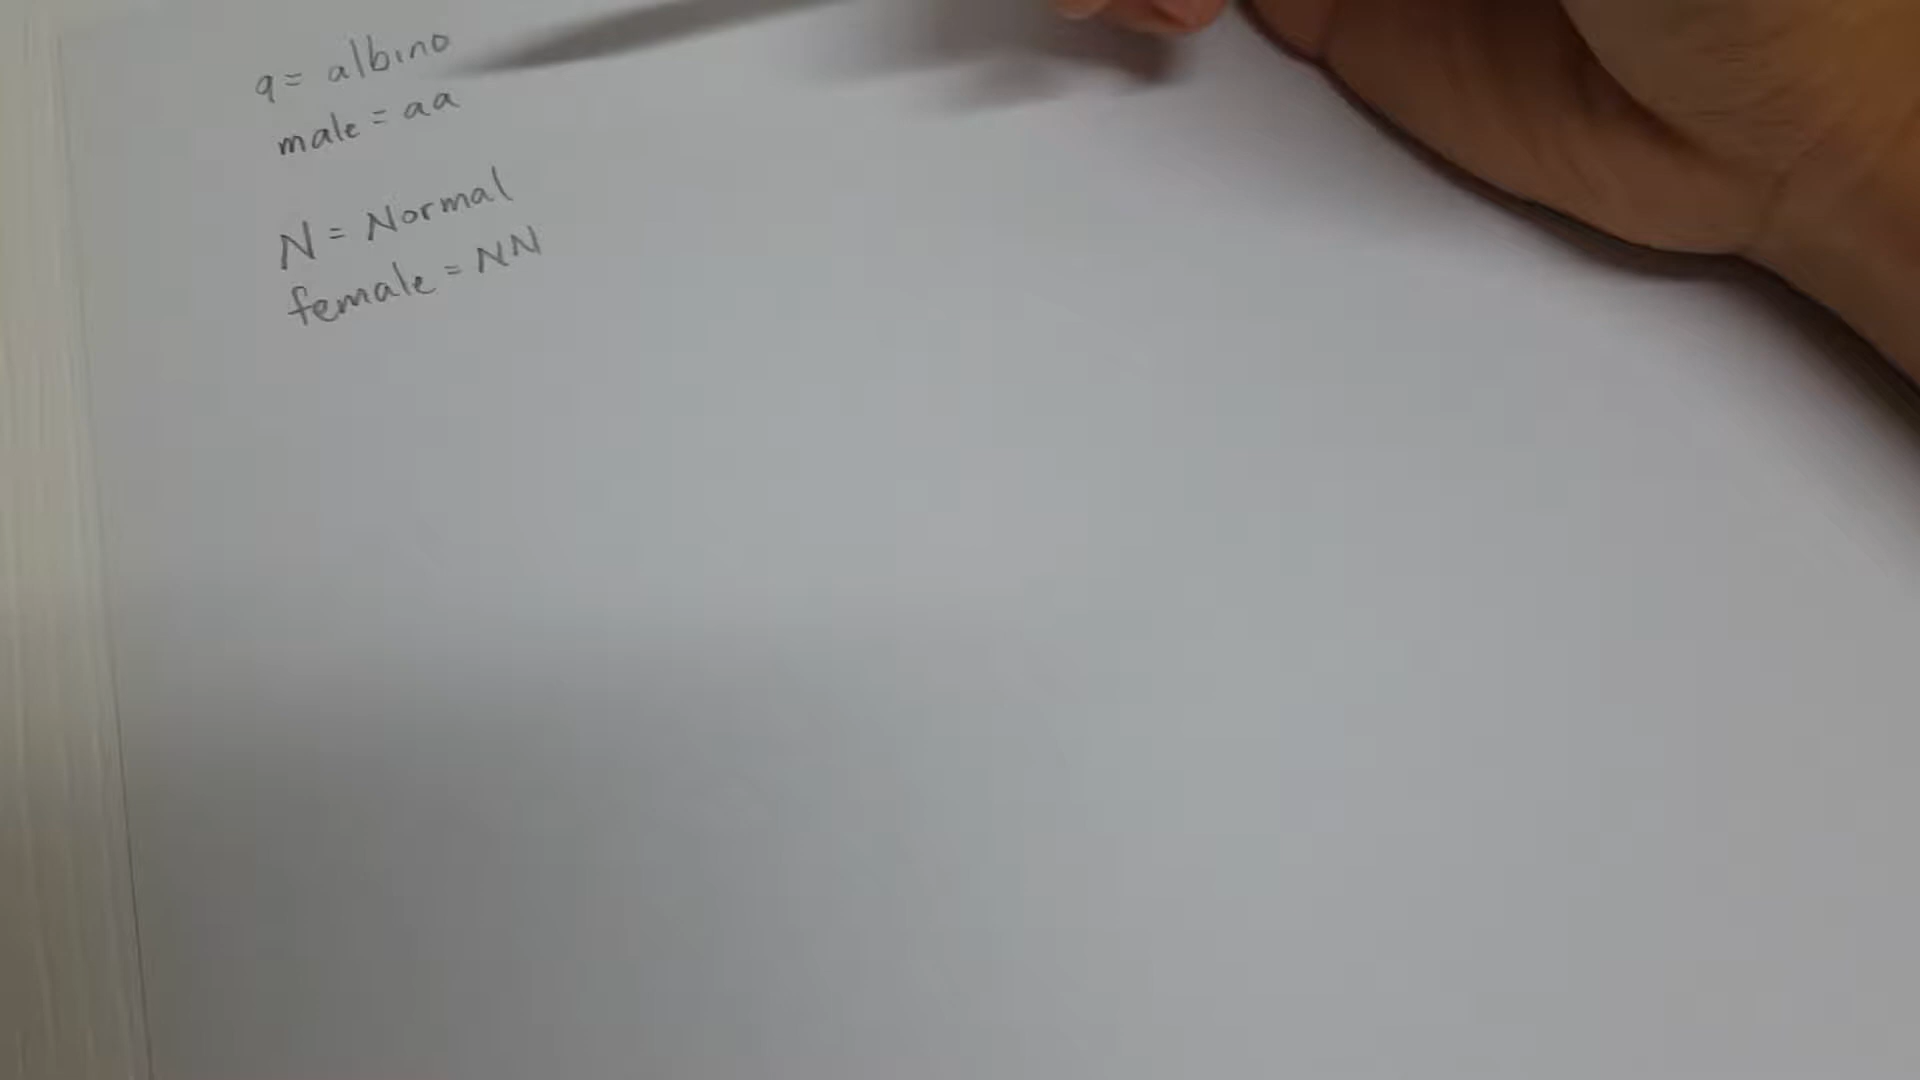 a = albino
male = aa
N = Normal
female = NN